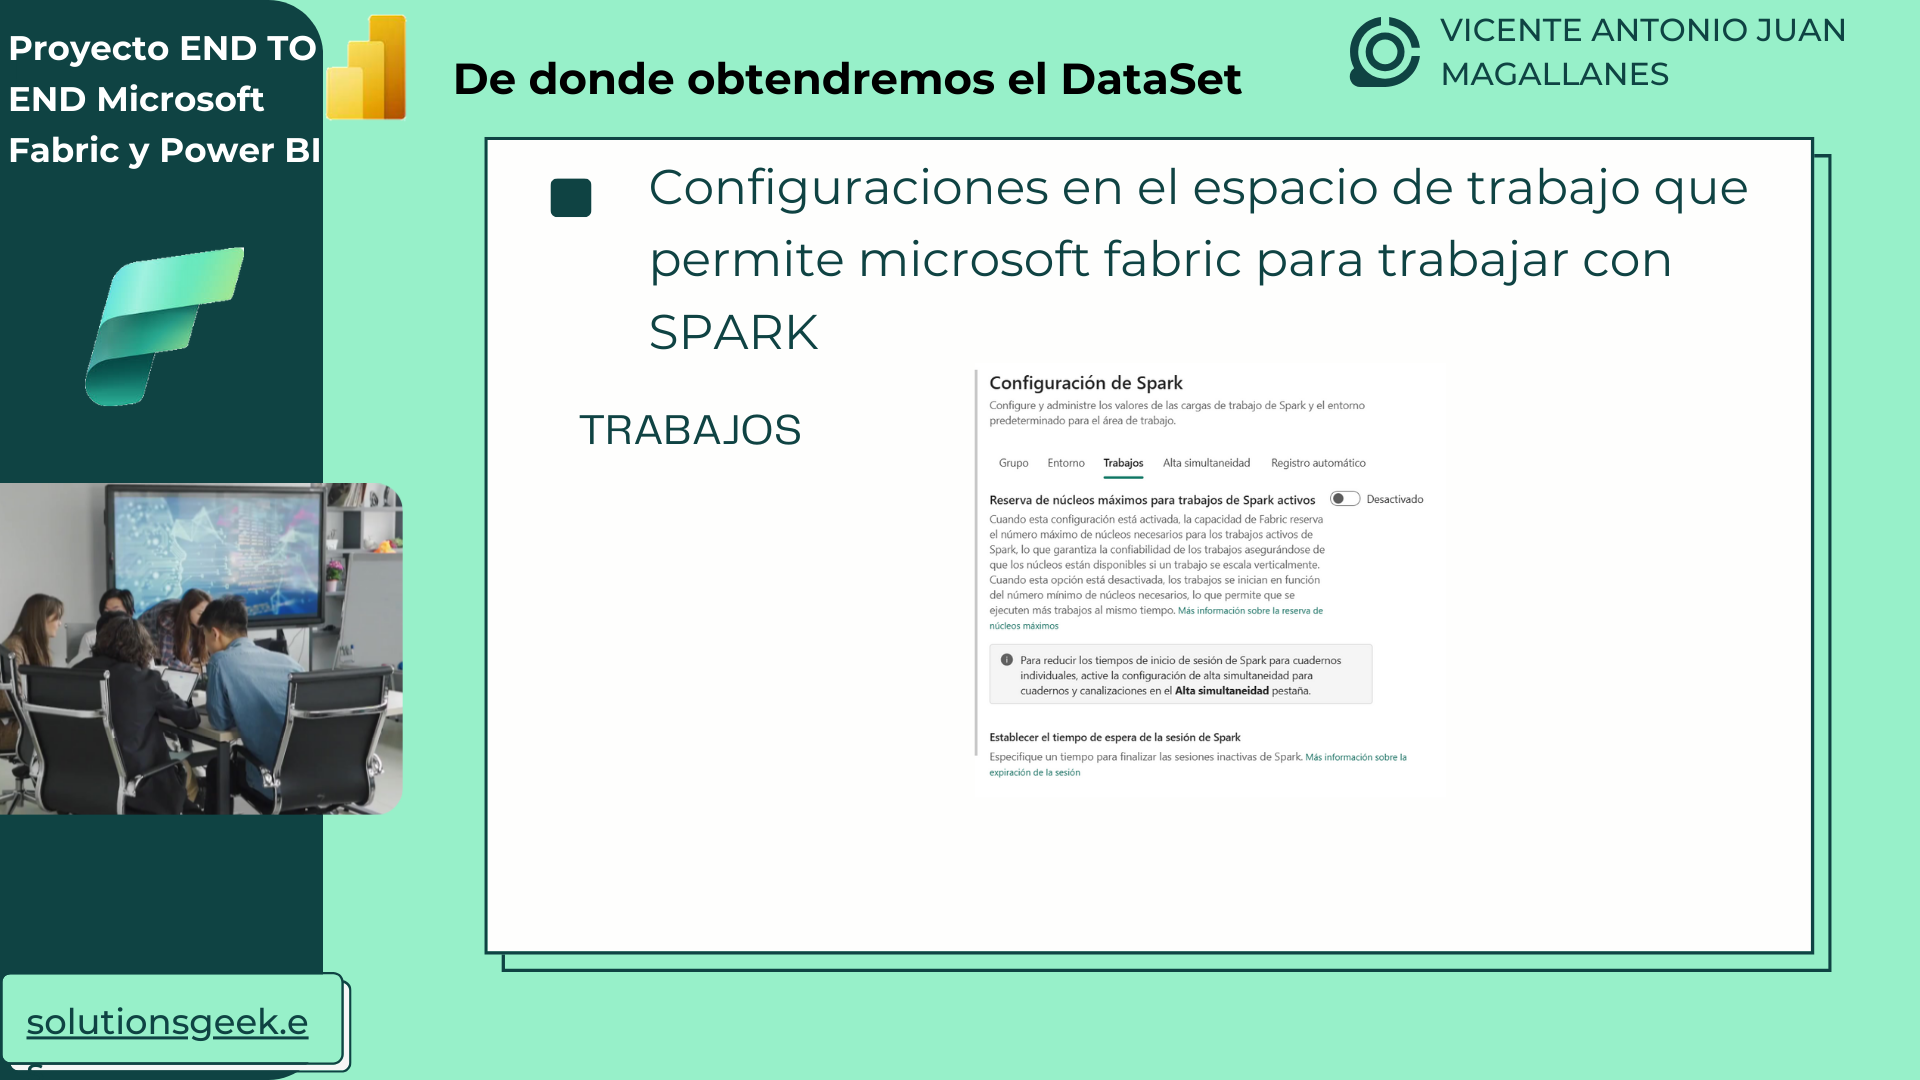 Proyecto END TO
END Microsoft
Fabric y Power BI
De donde obtendremos el DataSet
VICENTE ANTONIO JUAN
MAGALLANES
Configuraciones en el espacio de trabajo que
permite microsoft fabric para trabajar con
SPARK
TRABAJOS
Configuración de Spark
Configure y administre los valores de las cargas de trabajo de Spark y el entorno
predeterminado para el área de trabajo.
Grupo Entorno Trabajos Alta simultaneidad Registro automático
Reserva de núcleos máximos para trabajos de Spark activos Desactivado
Cuando esta configuración está activada, la capacidad de Fabric reserva
el número máximo de núcleos necesarios para los trabajos activos de
Spark, lo que garantiza la confiabilidad de los trabajos asegurándose de
que los núcleos están disponibles si un trabajo se escala verticalmente.
Cuando esta opción está desactivada, los trabajos se inician en función
del número mínimo de núcleos necesarios, lo que permite que se
ejecuten más trabajos al mismo tiempo. Más información sobre la reserva de
núcleos máximos
Para reducir los tiempos de inicio de sesión de Spark para cuadernos
individuales, active la configuración de alta simultaneidad para
cuadernos y canalizaciones en el Alta simultaneidad pestaña.
Establecer el tiempo de espera de la sesión de Spark
Especifique un tiempo para finalizar las sesiones inactivas de Spark. Más información sobre la
expiración de la sesión
solutionsgeek.e